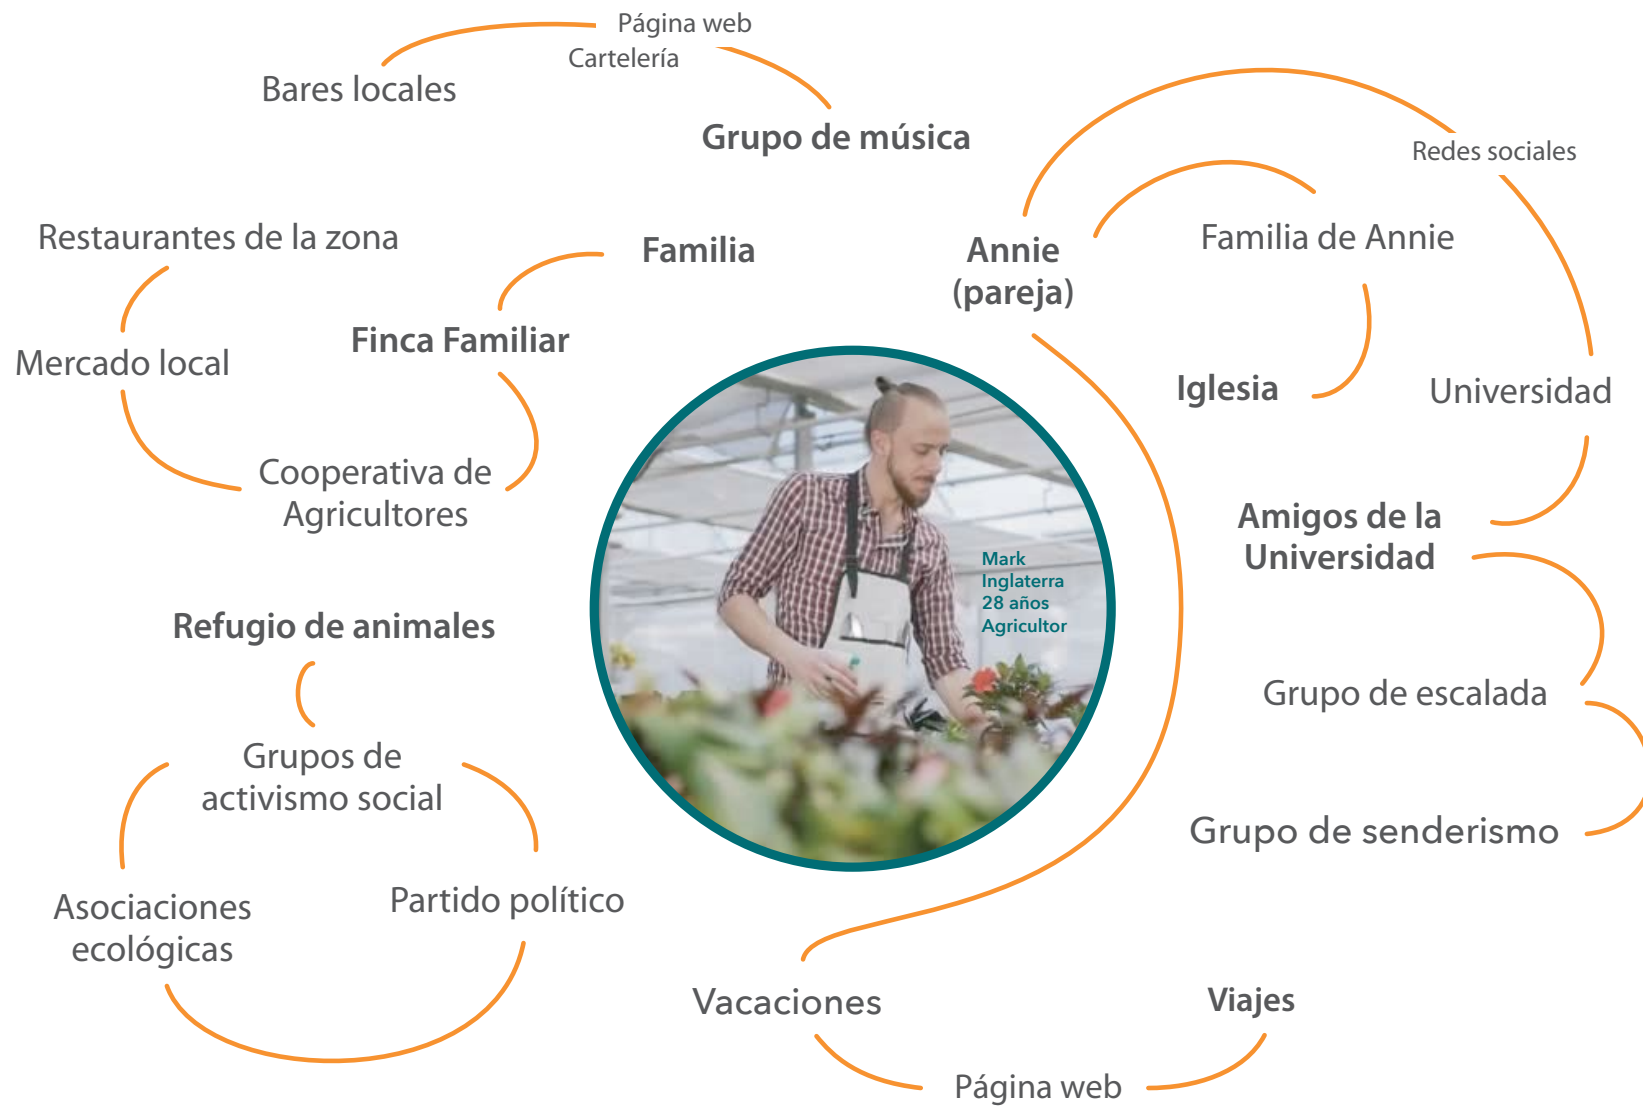 Página web
Cartelería
Bares locales
Grupo de música
Redes sociales
Restaurantes de la zona
Familia
Annie
(pareja)
Familia de Annie
Finca Familiar
Mercado local
Iglesia
Universidad
Cooperativa de
Agricultores
Amigos de la
Universidad
Mark
Inglaterra
28 años
Agricultor
Refugio de animales
Grupo de escalada
Grupos de
activismo social
Grupo de senderismo
Asociaciones
ecológicas
Partido político
Vacaciones
Viajes
Página web